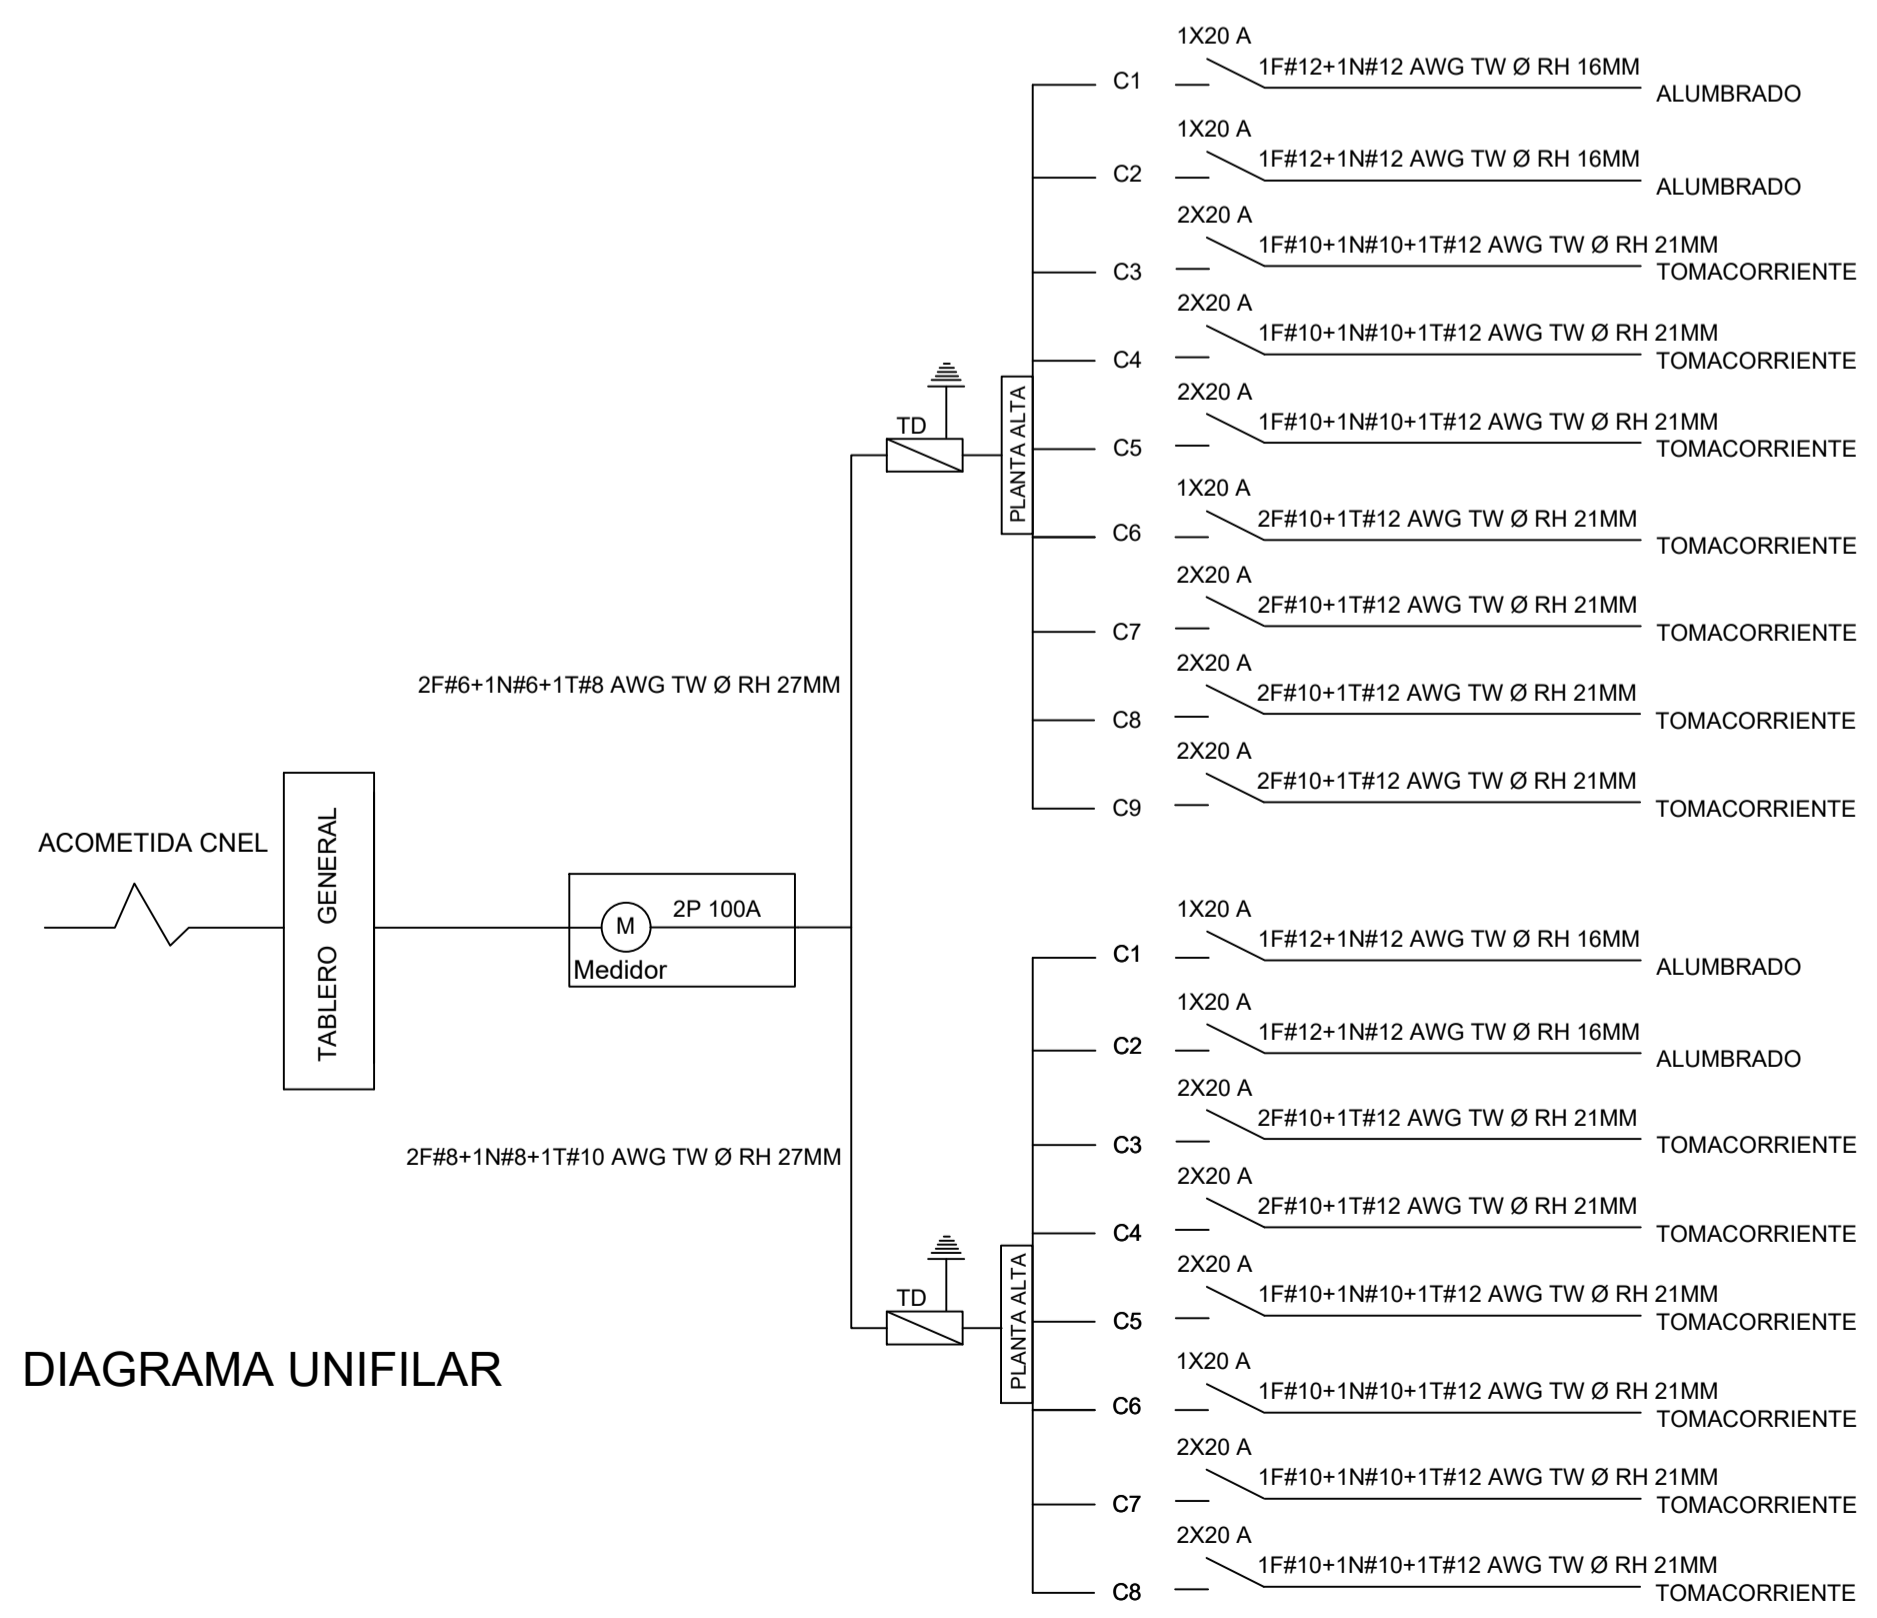 1X20 A
C1
1F#12+1N#12 AWG TW Ø RH 16MM
ALUMBRADO
1X20 A
C2
1F#12+1N#12 AWG TW Ø RH 16MM
ALUMBRADO
2X20 A
C3
1F#10+1N#10+1T#12 AWG TW Ø RH 21MM
TOMACORRIENTE
2X20 A
C4
1F#10+1N#10+1T#12 AWG TW Ø RH 21MM
TOMACORRIENTE
2X20 A
C5
1F#10+1N#10+1T#12 AWG TW Ø RH 21MM
TOMACORRIENTE
TD
PLANTA ALTA
1X20 A
C6
2F#10+1T#12 AWG TW Ø RH 21MM
TOMACORRIENTE
2X20 A
C7
2F#10+1T#12 AWG TW Ø RH 21MM
TOMACORRIENTE
2X20 A
C8
2F#10+1T#12 AWG TW Ø RH 21MM
TOMACORRIENTE
2X20 A
C9
2F#10+1T#12 AWG TW Ø RH 21MM
TOMACORRIENTE
2F#6+1N#6+1T#8 AWG TW Ø RH 27MM
ACOMETIDA CNEL
TABLERO GENERAL
M
2P 100A
Medidor
2F#8+1N#8+1T#10 AWG TW Ø RH 27MM
1X20 A
C1
1F#12+1N#12 AWG TW Ø RH 16MM
ALUMBRADO
1X20 A
C2
1F#12+1N#12 AWG TW Ø RH 16MM
ALUMBRADO
2X20 A
C3
2F#10+1T#12 AWG TW Ø RH 21MM
TOMACORRIENTE
2X20 A
C4
2F#10+1T#12 AWG TW Ø RH 21MM
TOMACORRIENTE
TD
PLANTA ALTA
2X20 A
C5
1F#10+1N#10+1T#12 AWG TW Ø RH 21MM
TOMACORRIENTE
1X20 A
C6
1F#10+1N#10+1T#12 AWG TW Ø RH 21MM
TOMACORRIENTE
2X20 A
C7
1F#10+1N#10+1T#12 AWG TW Ø RH 21MM
TOMACORRIENTE
2X20 A
C8
1F#10+1N#10+1T#12 AWG TW Ø RH 21MM
TOMACORRIENTE
DIAGRAMA UNIFILAR